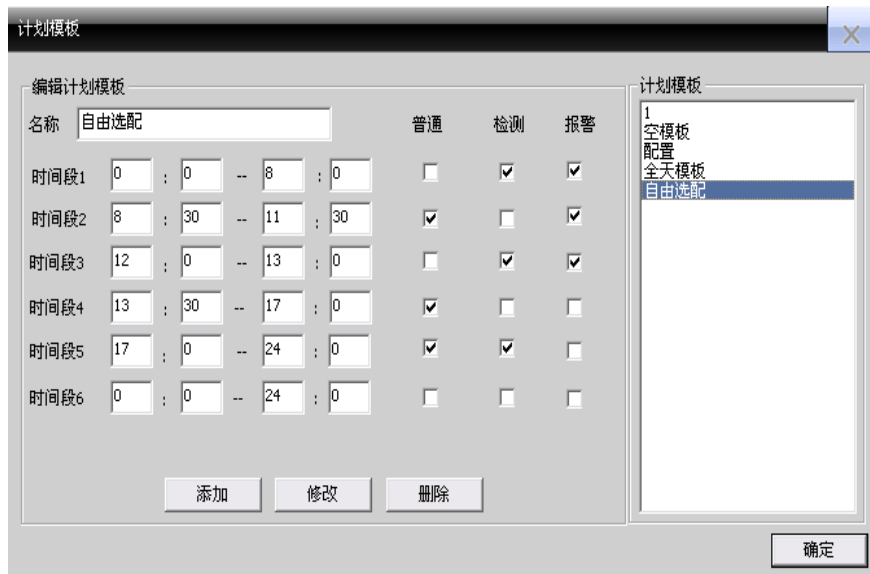 计划模板
编辑计划模板
名称 自由选配 普通 检测 报警
时间段1 0 : 0 -- 8 : 0
时间段2 8 : 30 -- 11 : 30
时间段3 12 : 0 -- 13 : 0
时间段4 13 : 30 -- 17 : 0
时间段5 17 : 0 -- 24 : 0
时间段6 0 : 0 -- 24 : 0
添加 修改 删除
计划模板
1
空模板
配置
全天模板
自由选配
确定